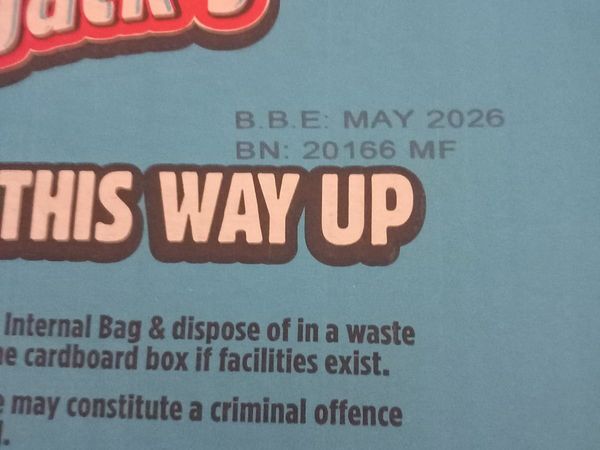 Jack's
B.B.E: MAY 2026
BN: 20166 MF
THIS WAY UP
Internal Bag & dispose of in a waste
cardboard box if facilities exist.
may constitute a criminal offence